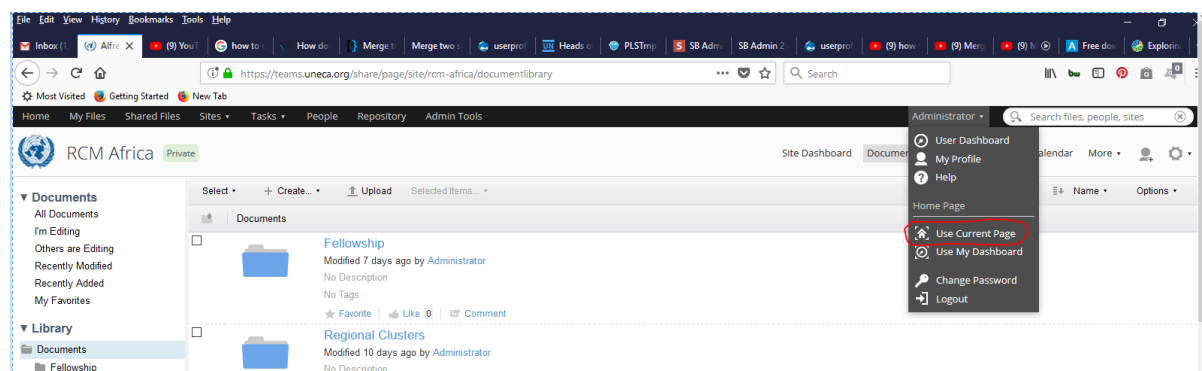 File Edit View History Bookmarks Tools Help
Inbox (1 Alfre (9) YouT how to c How do Merge t Merge two s userprof Heads o PLSTmp SB Admi SB Admin 2 userprof (9) how (9) Merg (9) M Free dow Explorin
https://teams.uneca.org/share/page/site/rcm-africa/documentlibrary Search
Most Visited Getting Started New Tab
Home My Files Shared Files Sites Tasks People Repository Admin Tools Administrator Search files, people, sites
RCM Africa Private Site Dashboard Documen alendar More
User Dashboard
My Profile
Help
Home Page
Use Current Page
Use My Dashboard
Change Password
Logout
Documents
All Documents
I'm Editing
Others are Editing
Recently Modified
Recently Added
My Favorites
Library
Documents
Fellowship
Select + Create... Upload Selected Items... Name Options
Documents
Fellowship
Modified 7 days ago by Administrator
No Description
No Tags
Favorite Like 0 Comment
Regional Clusters
Modified 10 days ago by Administrator
No Description